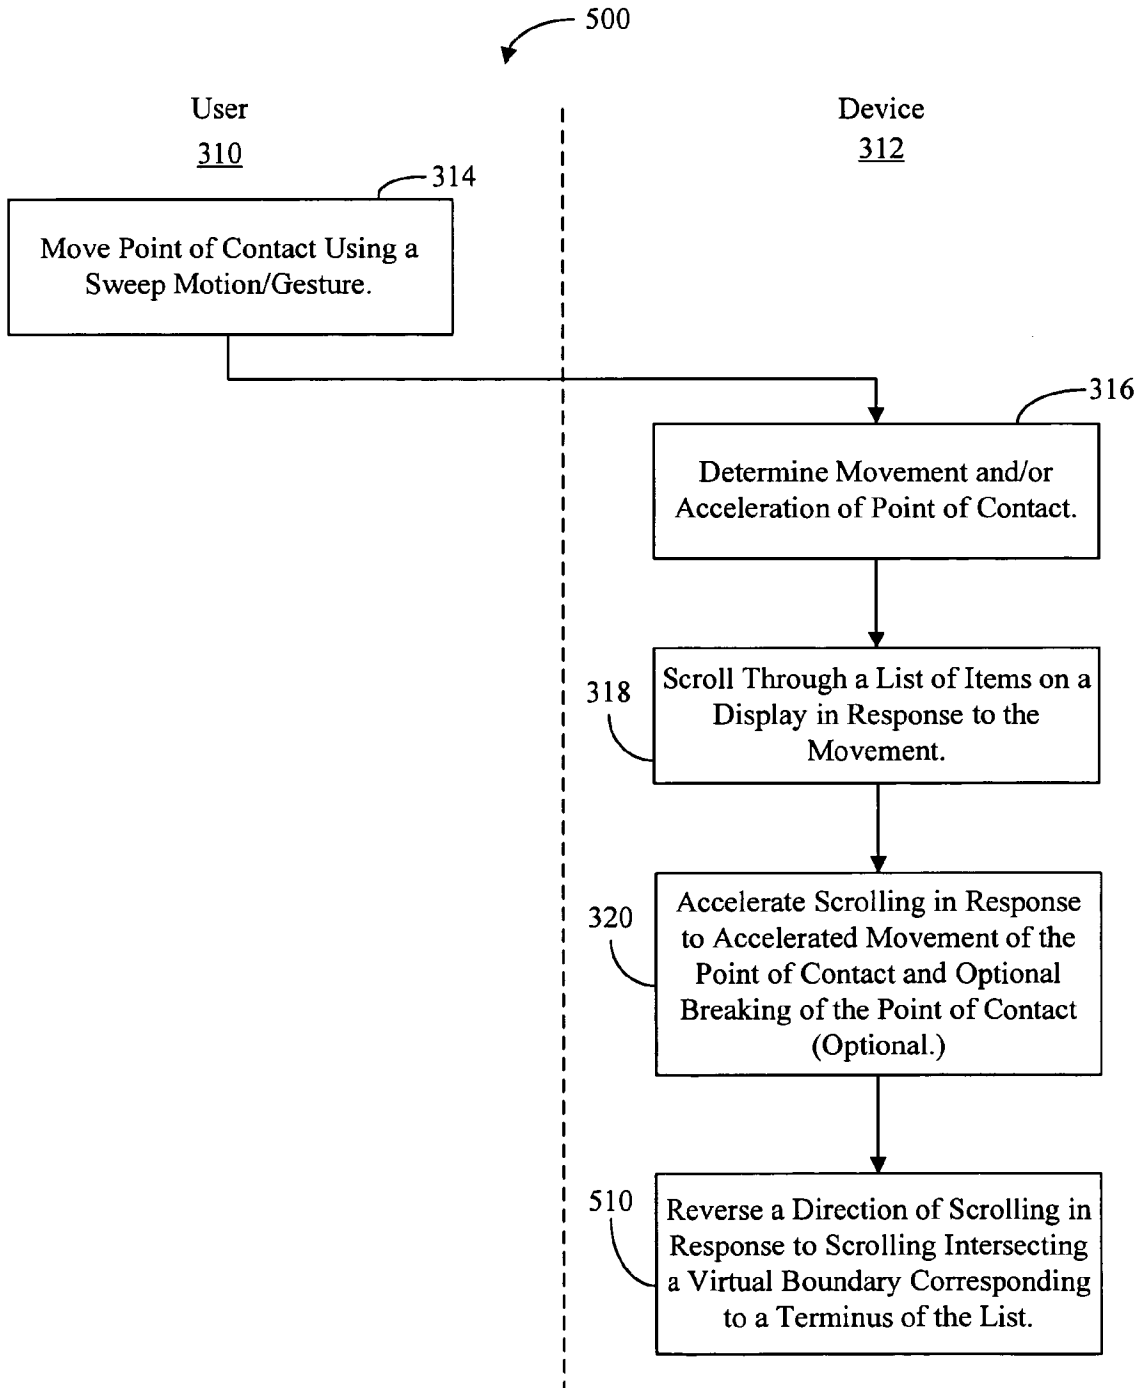 500
User
310
Device
312
314
Move Point of Contact Using a
Sweep Motion/Gesture.
316
Determine Movement and/or
Acceleration of Point of Contact.
318
Scroll Through a List of Items on a
Display in Response to the
Movement.
320
Accelerate Scrolling in Response
to Accelerated Movement of the
Point of Contact and Optional
Breaking of the Point of Contact
(Optional.)
510
Reverse a Direction of Scrolling in
Response to Scrolling Intersecting
a Virtual Boundary Corresponding
to a Terminus of the List.